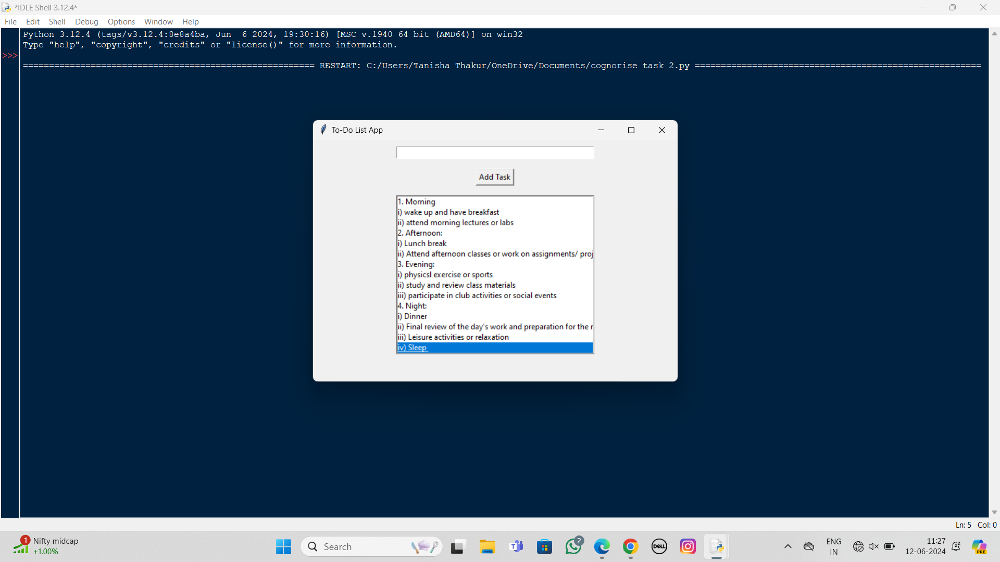 *IDLE Shell 3.12.4*
File Edit Shell Debug Options Window Help
Python 3.12.4 (tags/v3.12.4:8e8a4ba, Jun  6 2024, 19:30:16) [MSC v.1940 64 bit (AMD64)] on win32
Type "help", "copyright", "credits" or "license()" for more information.
>>>
======================================================== RESTART: C:/Users/Tanisha Thakur/OneDrive/Documents/cognorise task 2.py =======================================================
To-Do List App
Add Task
1. Morning
i) wake up and have breakfast
ii) attend morning lectures or labs
2. Afternoon:
i) Lunch break
ii) Attend afternoon classes or work on assignments/ proj
3. Evening:
i) physicsl exercise or sports
ii) study and review class materials
iii) participate in club activities or social events
4. Night:
i) Dinner
ii) Final review of the day's work and preparation for the
iii) Leisure activities or relaxation
iv) Sleep
Ln: 5 Col: 0
1 Nifty midcap
+1.00%
Search
2
DELL
ENG
IN
11:27
12-06-2024
PRE